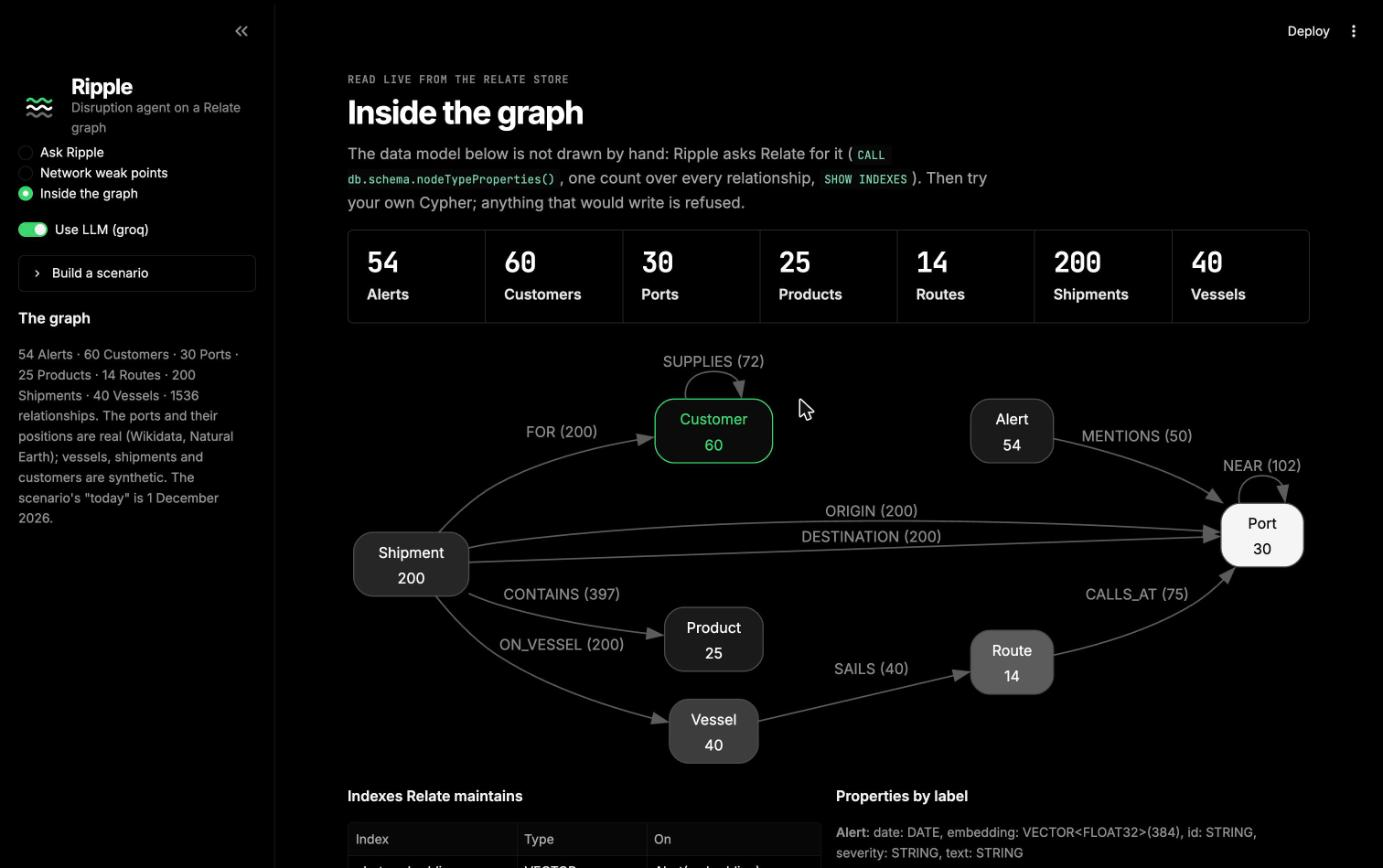 Deploy
Ripple
Disruption agent on a Relate
graph
Ask Ripple
Network weak points
Inside the graph
Use LLM (groq)
Build a scenario
The graph
54 Alerts · 60 Customers · 30 Ports ·
25 Products · 14 Routes · 200
Shipments · 40 Vessels · 1536
relationships. The ports and their
positions are real (Wikidata, Natural
Earth); vessels, shipments and
customers are synthetic. The
scenario's "today" is 1 December
2026.
READ LIVE FROM THE RELATE STORE
Inside the graph
The data model below is not drawn by hand: Ripple asks Relate for it ( CALL
db.schema.nodeTypeProperties() , one count over every relationship, SHOW INDEXES ). Then try
your own Cypher; anything that would write is refused.
54 60 30 25 14 200 40
Alerts Customers Ports Products Routes Shipments Vessels
SUPPLIES (72)
Customer
60
Alert
54
FOR (200)
MENTIONS (50)
NEAR (102)
ORIGIN (200)
DESTINATION (200)
Port
30
Shipment
200
CONTAINS (397)
CALLS_AT (75)
Product
25
ON_VESSEL (200)
Route
14
SAILS (40)
Vessel
40
Indexes Relate maintains
Index Type On
Properties by label
Alert: date: DATE, embedding: VECTOR<FLOAT32>(384), id: STRING,
severity: STRING, text: STRING